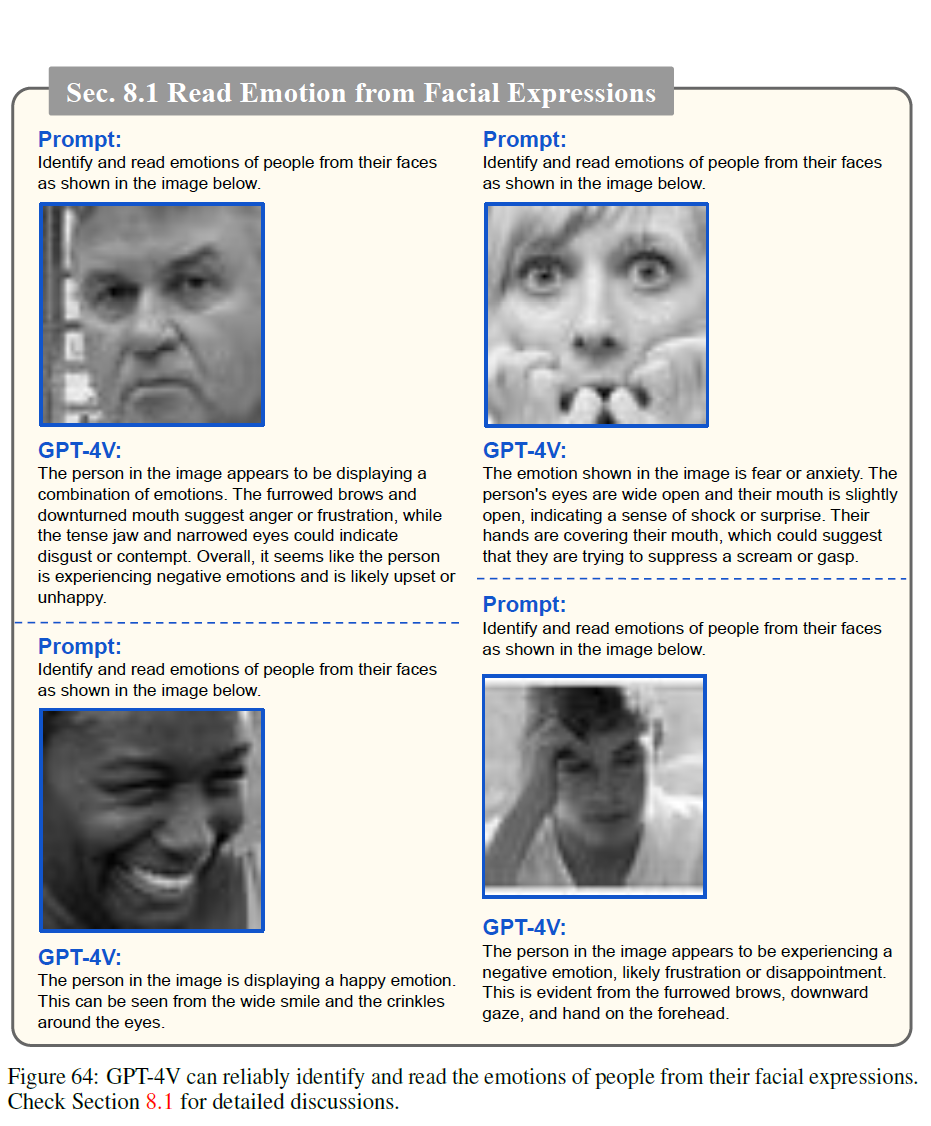 Sec. 8.1 Read Emotion from Facial Expressions
Prompt:
Identify and read emotions of people from their faces
as shown in the image below.
GPT-4V:
The person in the image appears to be displaying a
combination of emotions. The furrowed brows and
downturned mouth suggest anger or frustration, while
the tense jaw and narrowed eyes could indicate
disgust or contempt. Overall, it seems like the person
is experiencing negative emotions and is likely upset or
unhappy.
Prompt:
Identify and read emotions of people from their faces
as shown in the image below.
GPT-4V:
The person in the image is displaying a happy emotion.
This can be seen from the wide smile and the crinkles
around the eyes.
Prompt:
Identify and read emotions of people from their faces
as shown in the image below.
GPT-4V:
The emotion shown in the image is fear or anxiety. The
person's eyes are wide open and their mouth is slightly
open, indicating a sense of shock or surprise. Their
hands are covering their mouth, which could suggest
that they are trying to suppress a scream or gasp.
Prompt:
Identify and read emotions of people from their faces
as shown in the image below.
GPT-4V:
The person in the image appears to be experiencing a
negative emotion, likely frustration or disappointment.
This is evident from the furrowed brows, downward
gaze, and hand on the forehead.
Figure 64: GPT-4V can reliably identify and read the emotions of people from their facial expressions.
Check Section 8.1 for detailed discussions.